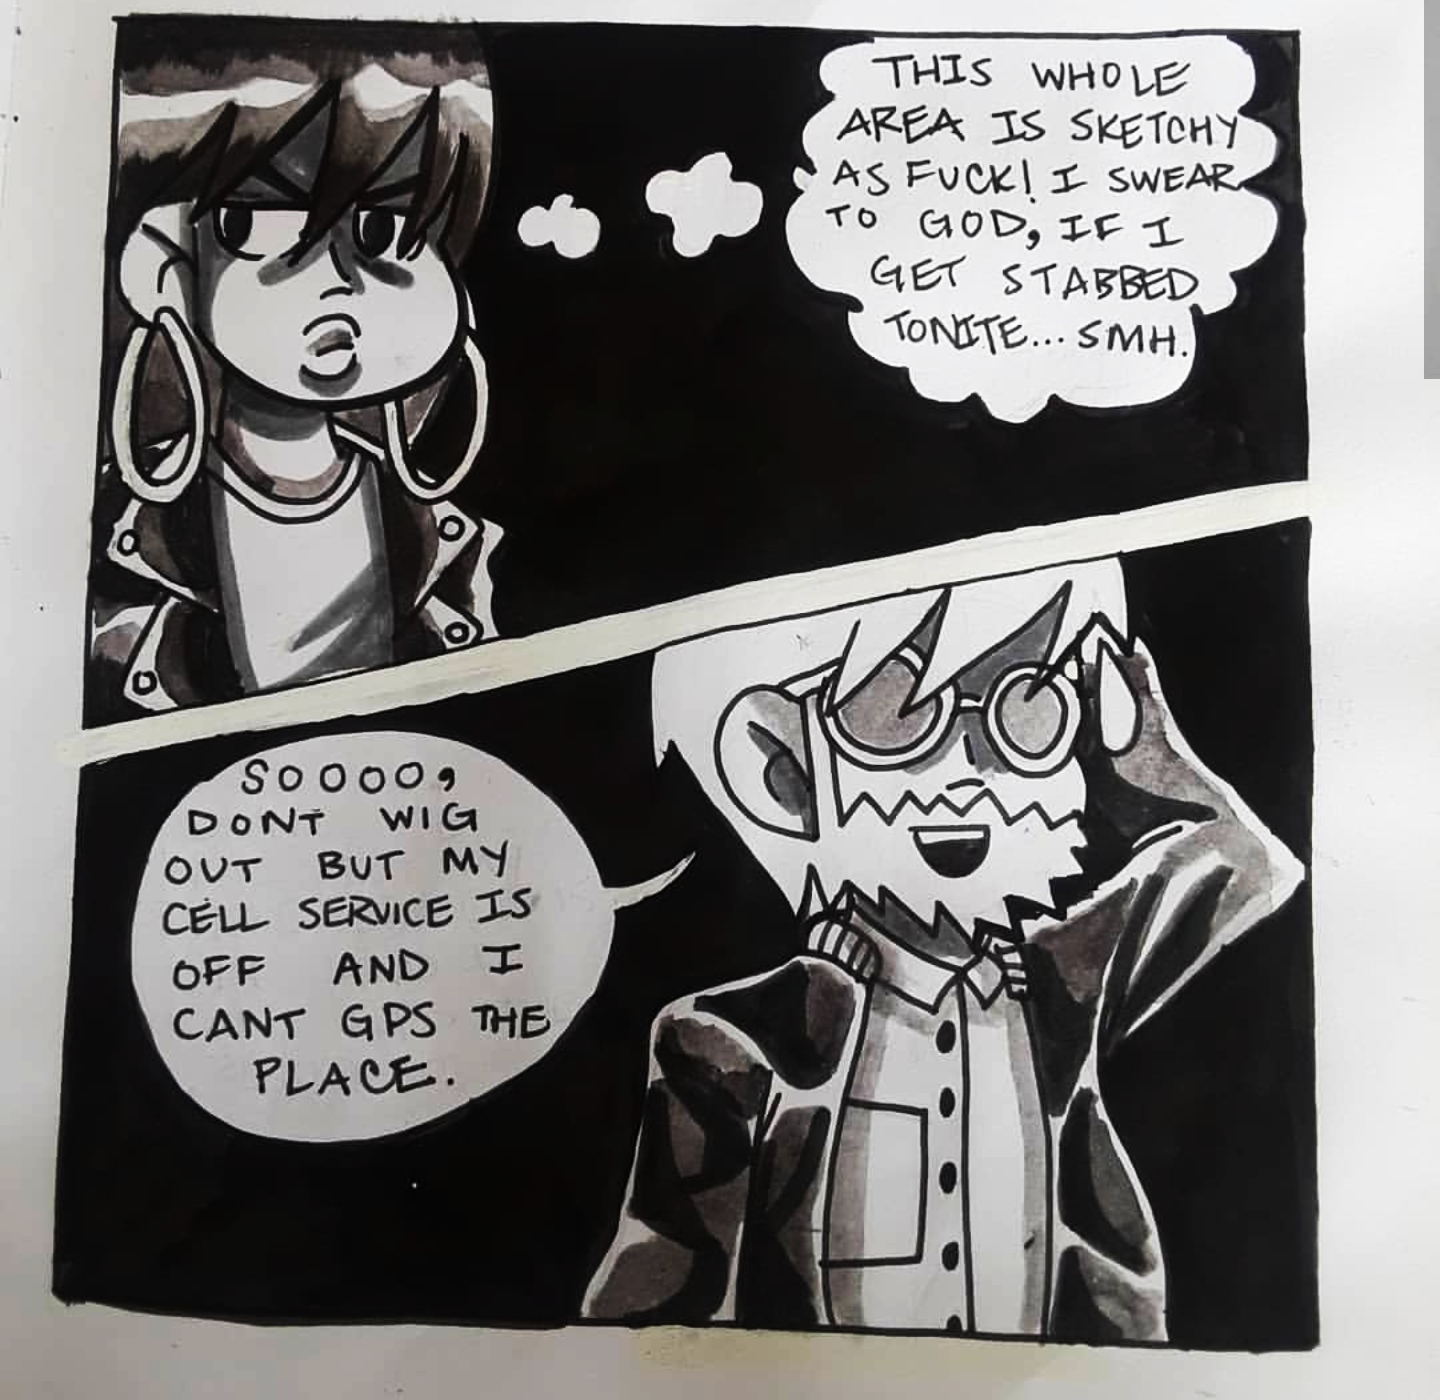 THIS WHOLE
AREA IS SKETCHY
AS FUCK! I SWEAR
TO GOD, IF I
GET STABBED
TONITE... SMH.
SOOOO,
DONT WIG
OUT BUT MY
CELL SERVICE IS
OFF AND I
CANT GPS THE
PLACE.